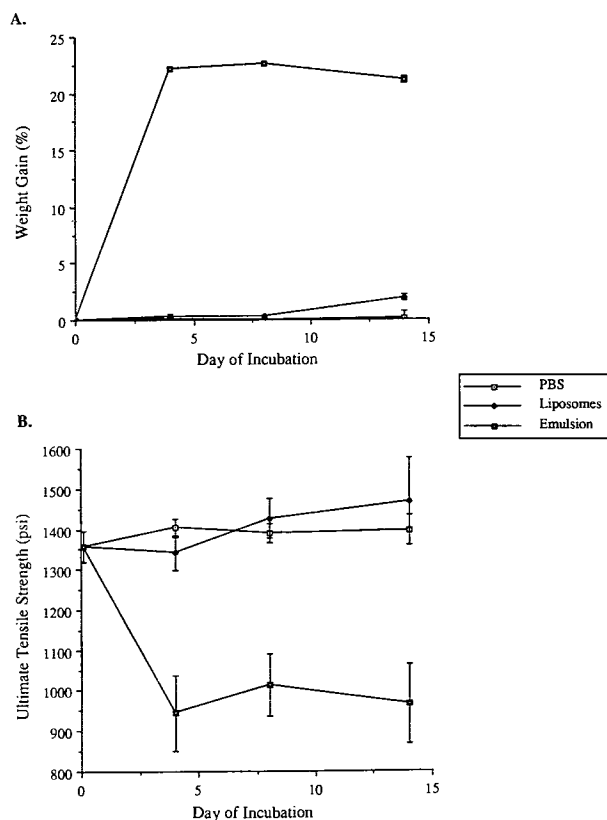 A.
Weight Gain (%)
25
20
15
10
5
0
0 5 10 15
Day of Incubation
PBS
Liposomes
Emulsion
B.
Ultimate Tensile Strength (psi)
1600
1500
1400
1300
1200
1100
1000
900
800
0 5 10 15
Day of Incubation